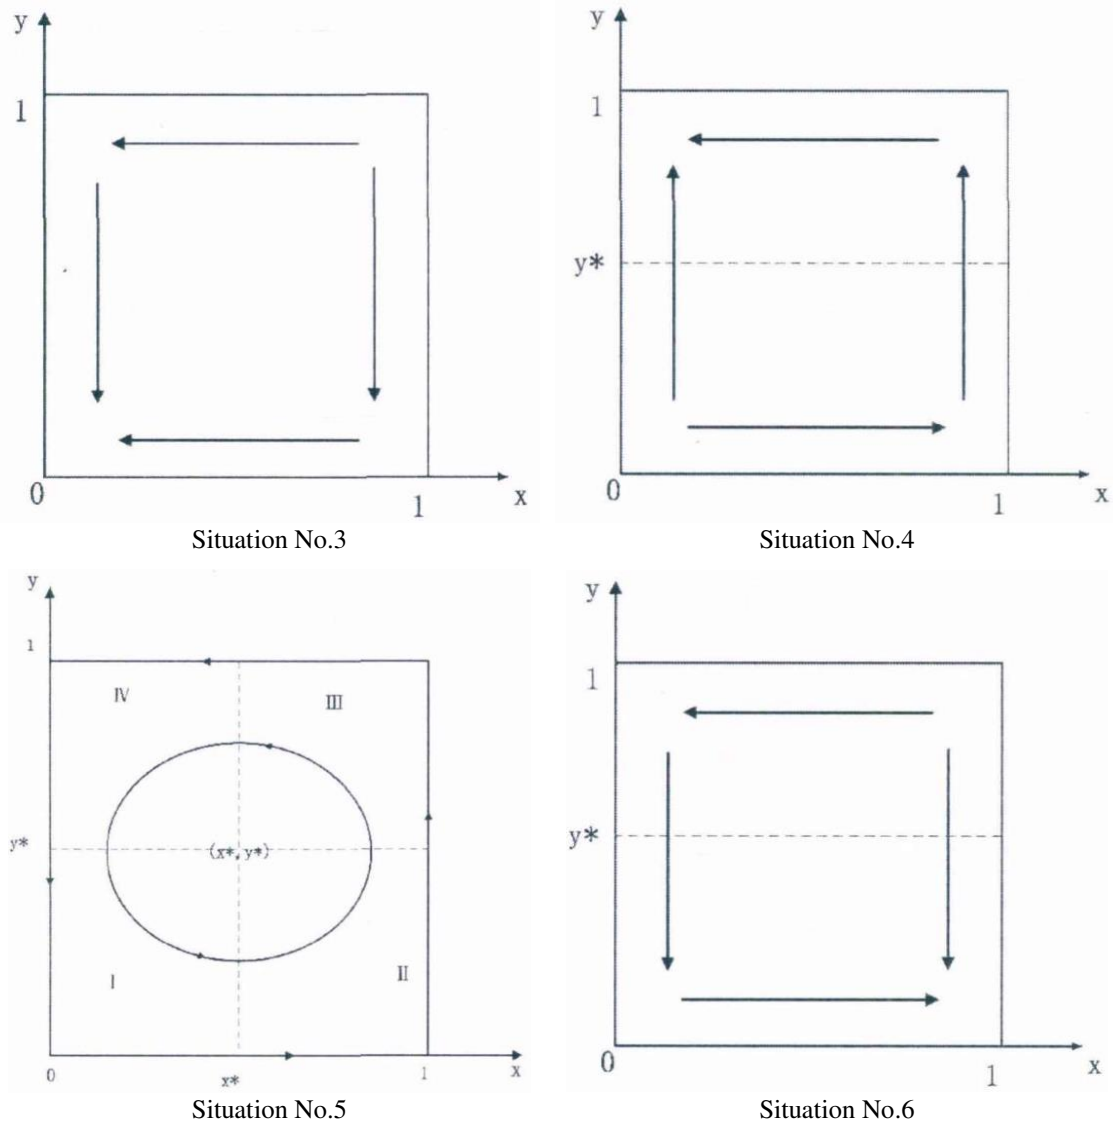 y
1
0
1
x
Situation No.3
y
1
y*
0
1
x
Situation No.4
y
1
IV
III
y*
(x*, y*)
I
II
0
x*
1
x
Situation No.5
y
1
y*
0
1
x
Situation No.6